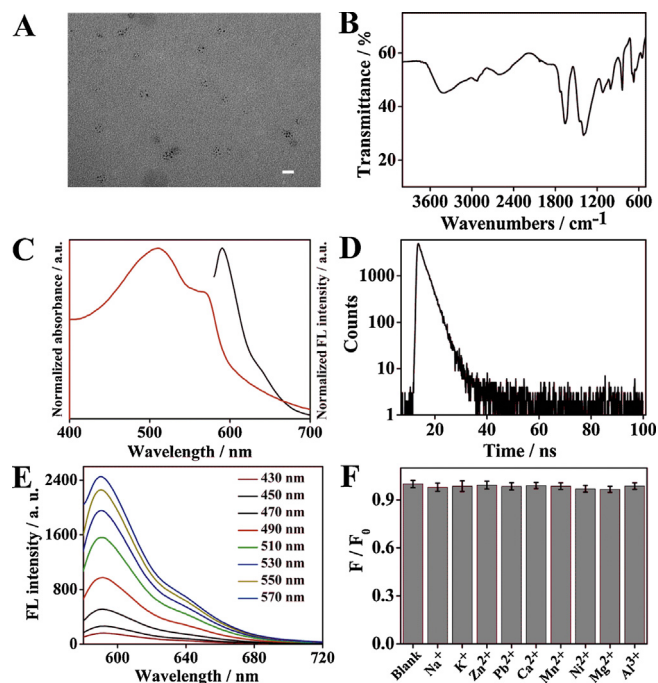 A
B
Transmittance / %
60
40
20
3600 3000 2400 1800 1200 600
Wavenumbers / cm⁻¹
C
Normalized absorbance / a.u.
Normalized FL intensity / a.u.
400 500 600 700
Wavelength / nm
D
Counts
1000
100
10
1
20 40 60 80 100
Time / ns
E
FL intensity / a. u.
2400
1600
800
0
430 nm
450 nm
470 nm
490 nm
510 nm
530 nm
550 nm
570 nm
600 640 680 720
Wavelength / nm
F
F / F₀
0.9
0.6
0.3
0.0
Blank Na⁺ K⁺ Zn²⁺ Pb²⁺ Ca²⁺ Mn²⁺ Ni²⁺ Mg²⁺ Al³⁺